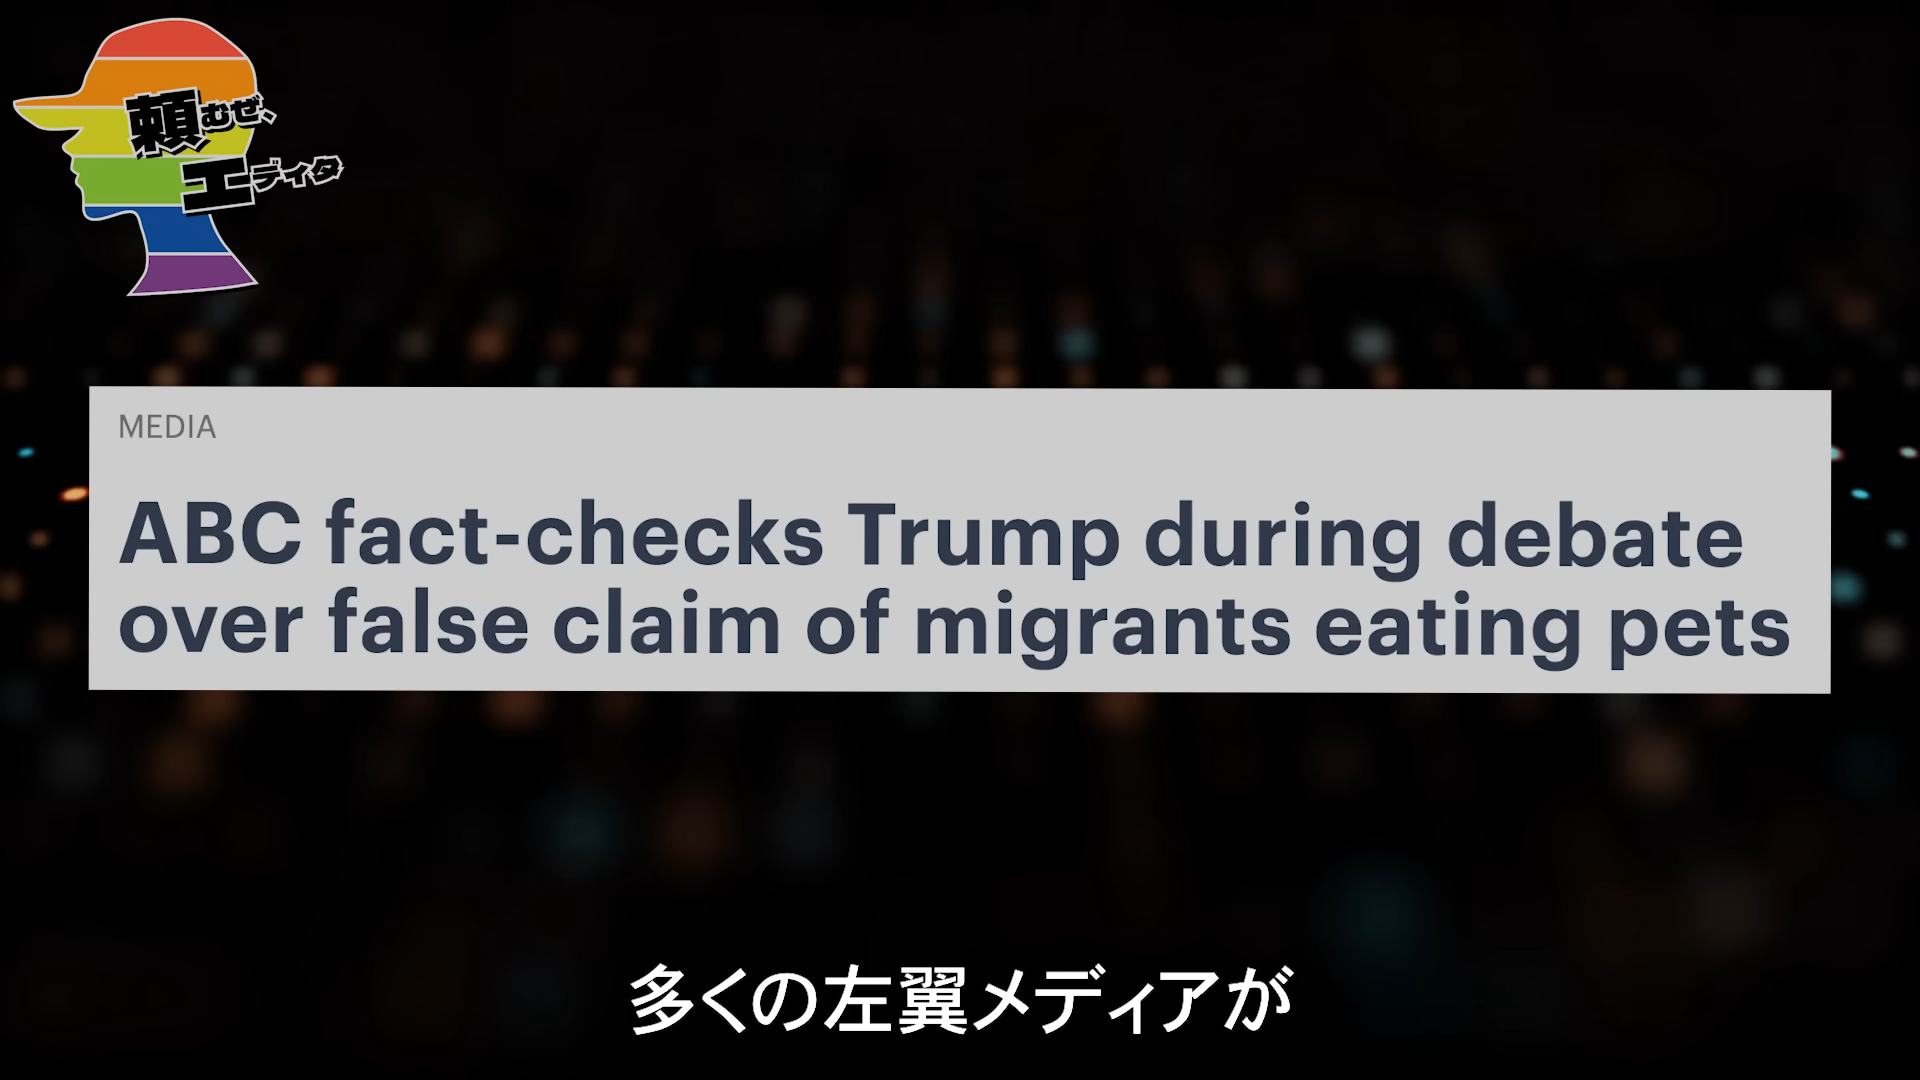 頼むぜ、
エディタ
MEDIA
ABC fact-checks Trump during debate
over false claim of migrants eating pets
多くの左翼メディアが